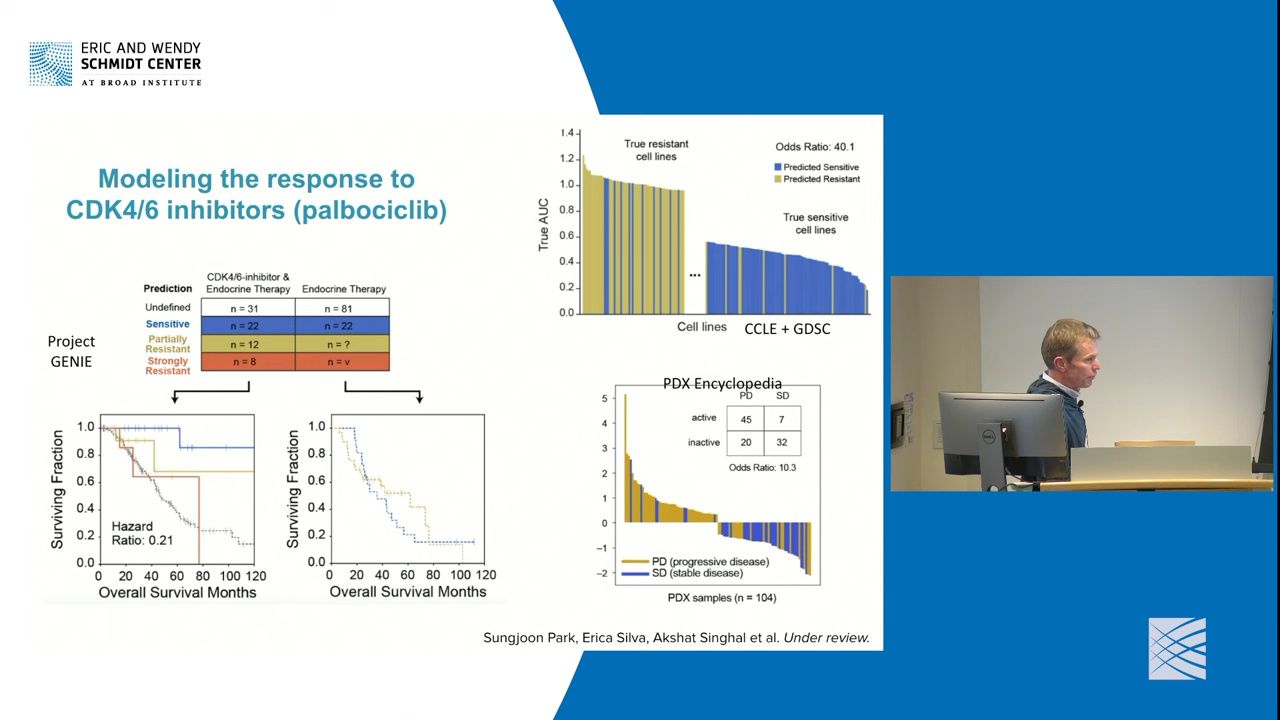 ERIC AND WENDY
SCHMIDT CENTER
AT BROAD INSTITUTE
Modeling the response to
CDK4/6 inhibitors (palbociclib)
Project
GENIE
Prediction
CDK4/6-inhibitor &
Endocrine Therapy
Endocrine Therapy
Undefined n = 31 n = 81
Sensitive n = 22 n = 22
Partially
Resistant
n = 12 n = ?
Strongly
Resistant
n = 8 n = v
Surviving Fraction
1.0
0.8
0.6
0.4
0.2
0.0
Hazard
Ratio: 0.21
0 20 40 60 80 100 120
Overall Survival Months
Surviving Fraction
1.0
0.8
0.6
0.4
0.2
0.0
0 20 40 60 80 100 120
Overall Survival Months
True AUC
1.4
1.2
1.0
0.8
0.6
0.4
0.2
0.0
True resistant
cell lines
Odds Ratio: 40.1
Predicted Sensitive
Predicted Resistant
True sensitive
cell lines
...
Cell lines
CCLE + GDSC
PDX Encyclopedia
PD SD
active 45 7
inactive 20 32
Odds Ratio: 10.3
5
4
3
2
1
0
−1
−2
PD (progressive disease)
SD (stable disease)
PDX samples (n = 104)
Sungjoon Park, Erica Silva, Akshat Singhal et al. Under review.
DELL